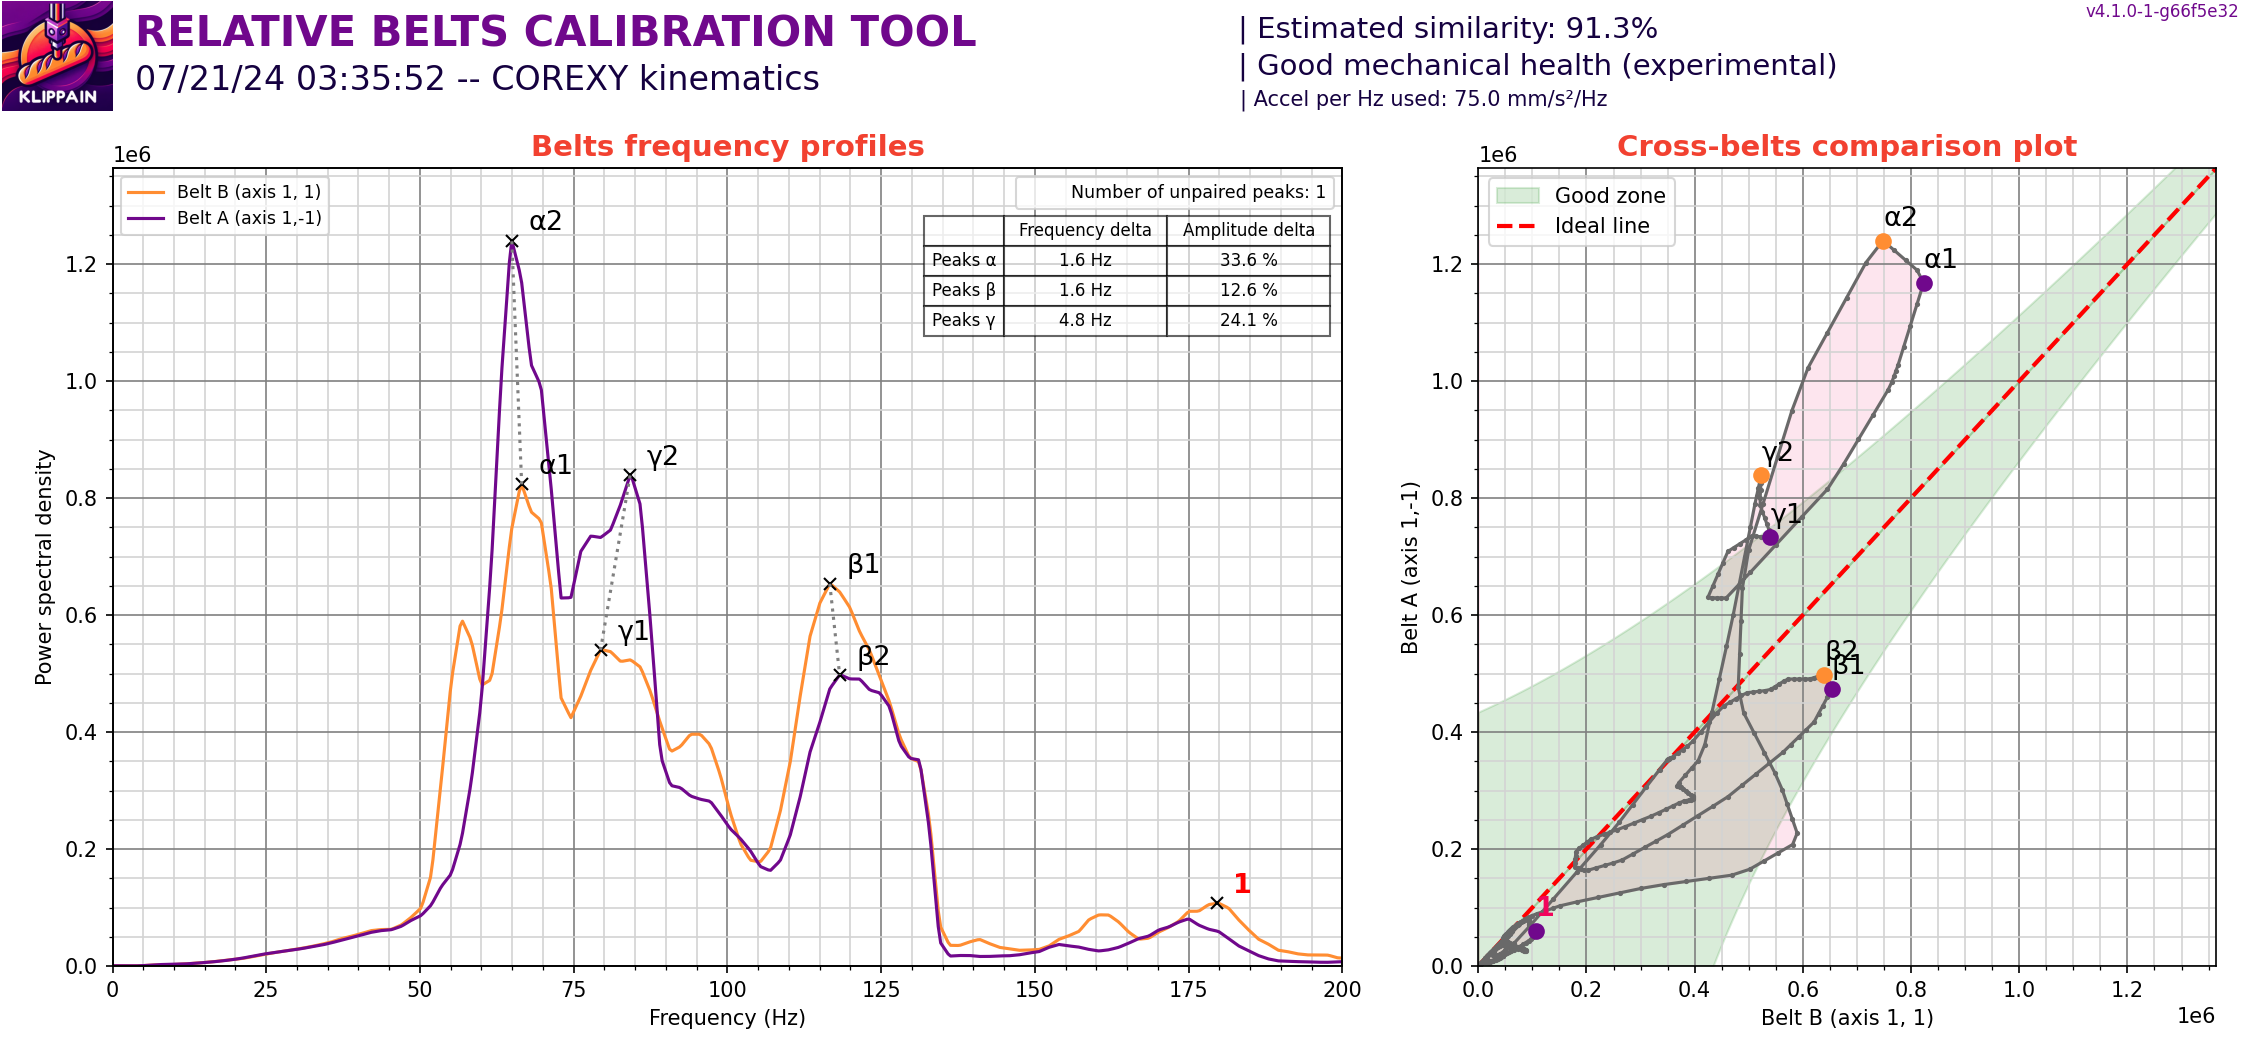 KLIPPAIN
RELATIVE BELTS CALIBRATION TOOL
07/21/24 03:35:52 -- COREXY kinematics
| Estimated similarity: 91.3%
| Good mechanical health (experimental)
| Accel per Hz used: 75.0 mm/s²/Hz
v4.1.0-1-g66f5e32
Belts frequency profiles
1e6
Belt B (axis 1, 1)
Belt A (axis 1,-1)
Number of unpaired peaks: 1
Frequency delta Amplitude delta
Peaks α 1.6 Hz 33.6 %
Peaks β 1.6 Hz 12.6 %
Peaks γ 4.8 Hz 24.1 %
α2
α1
γ2
γ1
β1
β2
1
Power spectral density
1.2
1.0
0.8
0.6
0.4
0.2
0.0
0 25 50 75 100 125 150 175 200
Frequency (Hz)
Cross-belts comparison plot
1e6
Good zone
Ideal line
α2
α1
γ2
γ1
β2
β1
1
Belt A (axis 1,-1)
1.2
1.0
0.8
0.6
0.4
0.2
0.0
0.0 0.2 0.4 0.6 0.8 1.0 1.2
Belt B (axis 1, 1)
1e6